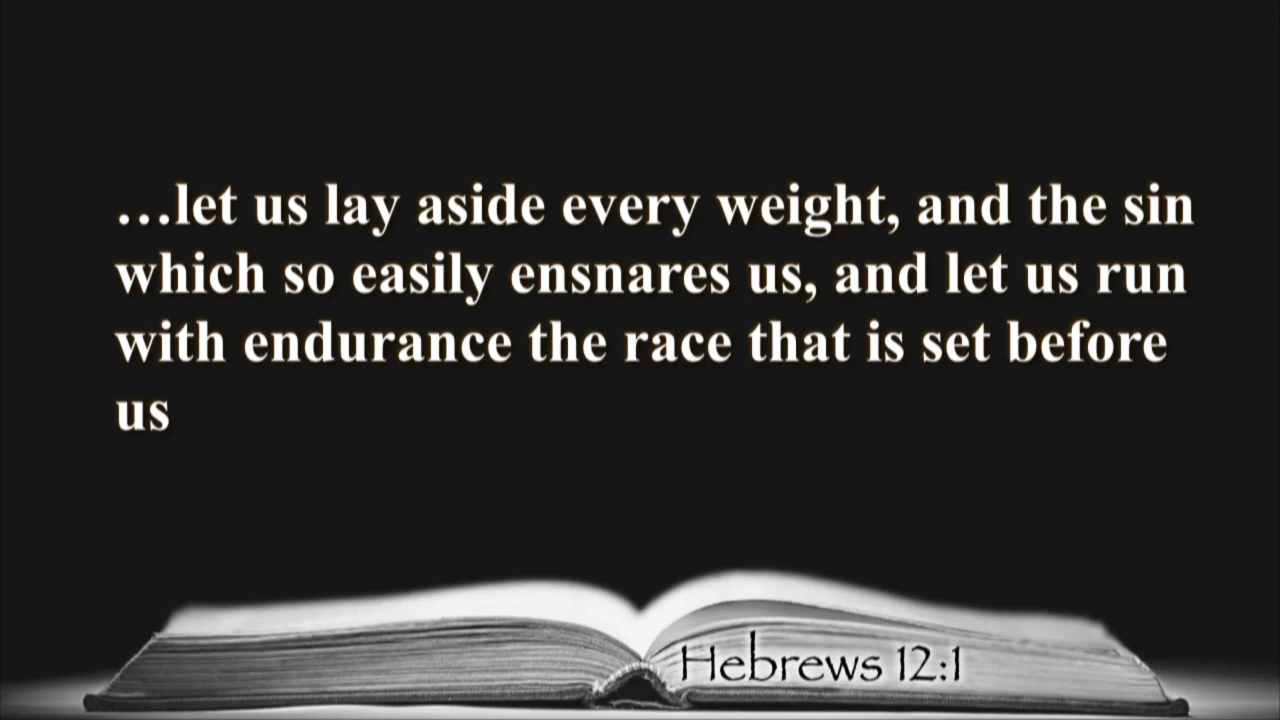 …let us lay aside every weight, and the sin
which so easily ensnares us, and let us run
with endurance the race that is set before
us
Hebrews 12:1